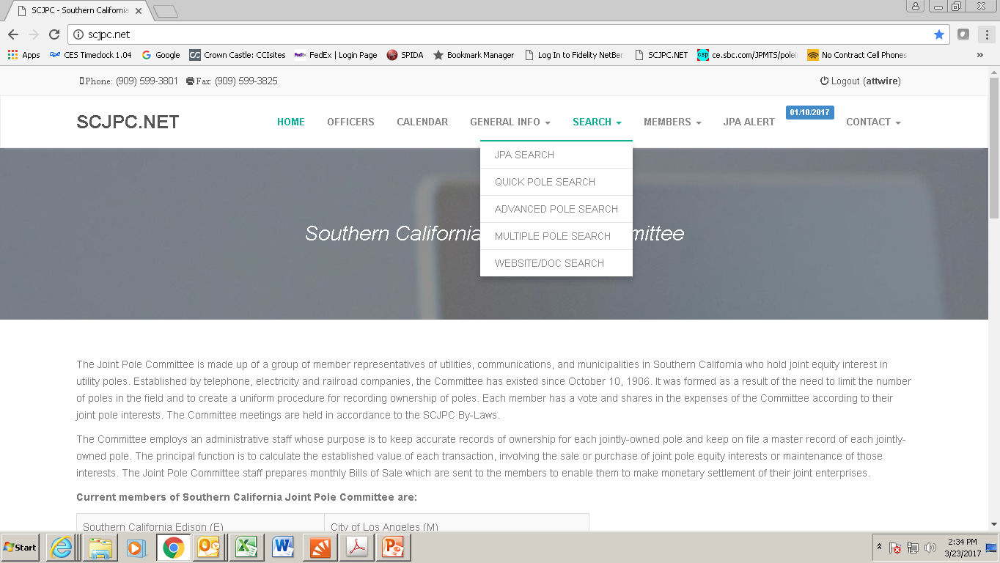 SCJPC - Southern California
scjpc.net
Apps CES Timeclock 1.04 Google Crown Castle: CCIsites FedEx | Login Page SPIDA Bookmark Manager Log In to Fidelity NetBen SCJPC.NET ce.sbc.com/JPMTS/polei No Contract Cell Phones »
Phone: (909) 599-3801 Fax: (909) 599-3825 Logout (attwire)
SCJPC.NET HOME OFFICERS CALENDAR GENERAL INFO SEARCH MEMBERS JPA ALERT 01/10/2017 CONTACT
JPA SEARCH
QUICK POLE SEARCH
ADVANCED POLE SEARCH
Southern California mittee
MULTIPLE POLE SEARCH
WEBSITE/DOC SEARCH
The Joint Pole Committee is made up of a group of member representatives of utilities, communications, and municipalities in Southern California who hold joint equity interest in
utility poles. Established by telephone, electricity and railroad companies, the Committee has existed since October 10, 1906. It was formed as a result of the need to limit the number
of poles in the field and to create a uniform procedure for recording ownership of poles. Each member has a vote and shares in the expenses of the Committee according to their
joint pole interests. The Committee meetings are held in accordance to the SCJPC By-Laws.
The Committee employs an administrative staff whose purpose is to keep accurate records of ownership for each jointly-owned pole and keep on file a master record of each jointly-
owned pole. The principal function is to calculate the established value of each transaction, involving the sale or purchase of joint pole equity interests or maintenance of those
interests. The Joint Pole Committee staff prepares monthly Bills of Sale which are sent to the members to enable them to make monetary settlement of their joint enterprises.
Current members of Southern California Joint Pole Committee are:
Southern California Edison (E) City of Los Angeles (M)
Start 2:34 PM
3/23/2017